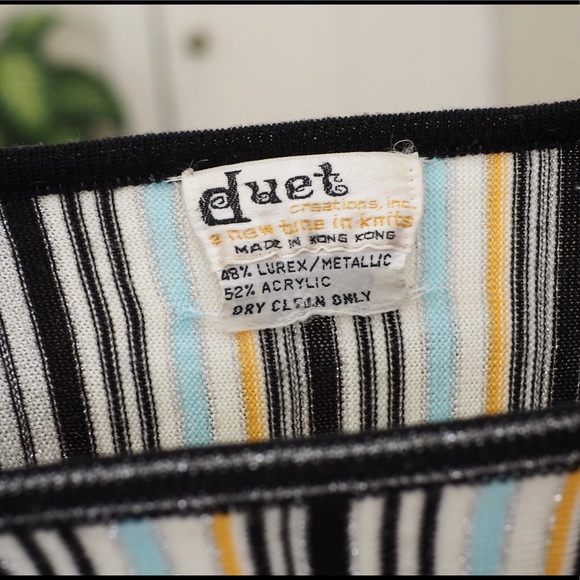 duet
creations, inc.
a new tune in knits
MADE IN HONG KONG
48% LUREX/METALLIC
52% ACRYLIC
DRY CLEAN ONLY